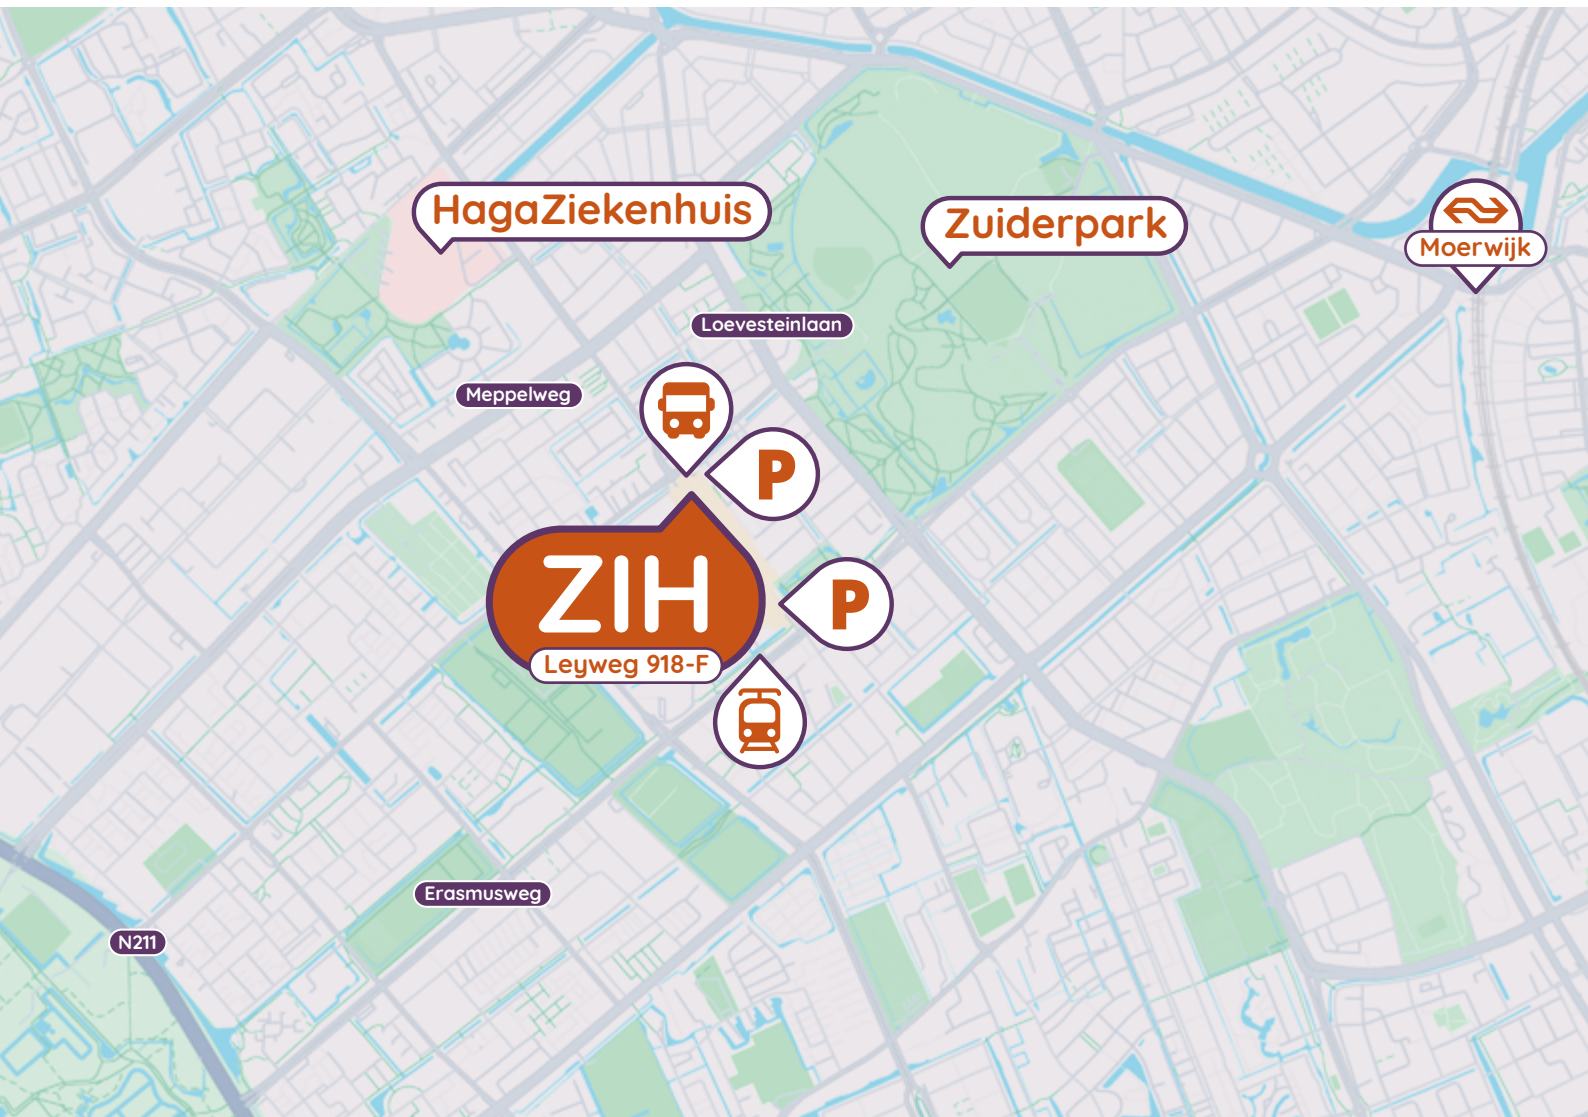 HagaZiekenhuis
Zuiderpark
Moerwijk
Loevesteinlaan
Meppelweg
P
P
ZIH
Leyweg 918-F
Erasmusweg
N211